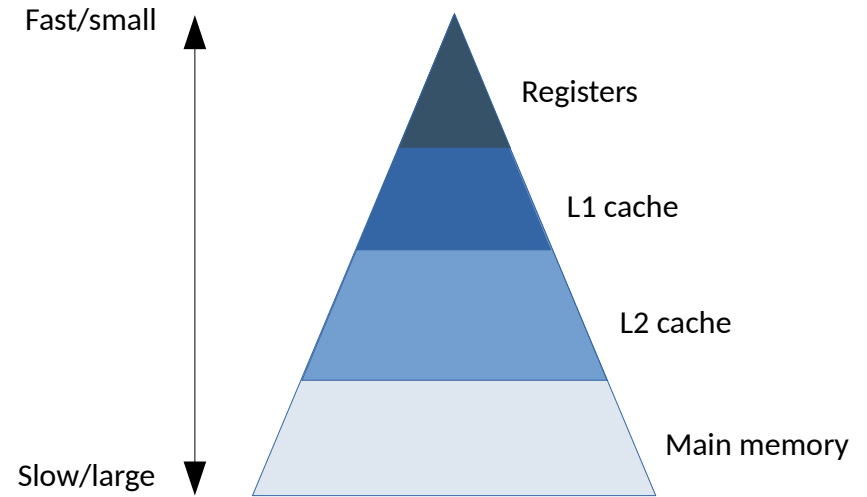 Fast/small
Registers
L1 cache
L2 cache
Main memory
Slow/large